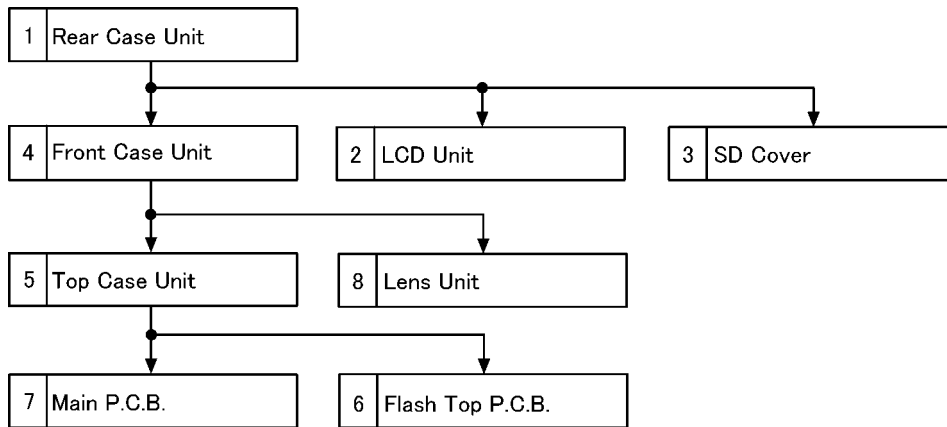 1 Rear Case Unit
4 Front Case Unit
2 LCD Unit
3 SD Cover
5 Top Case Unit
8 Lens Unit
7 Main P.C.B.
6 Flash Top P.C.B.